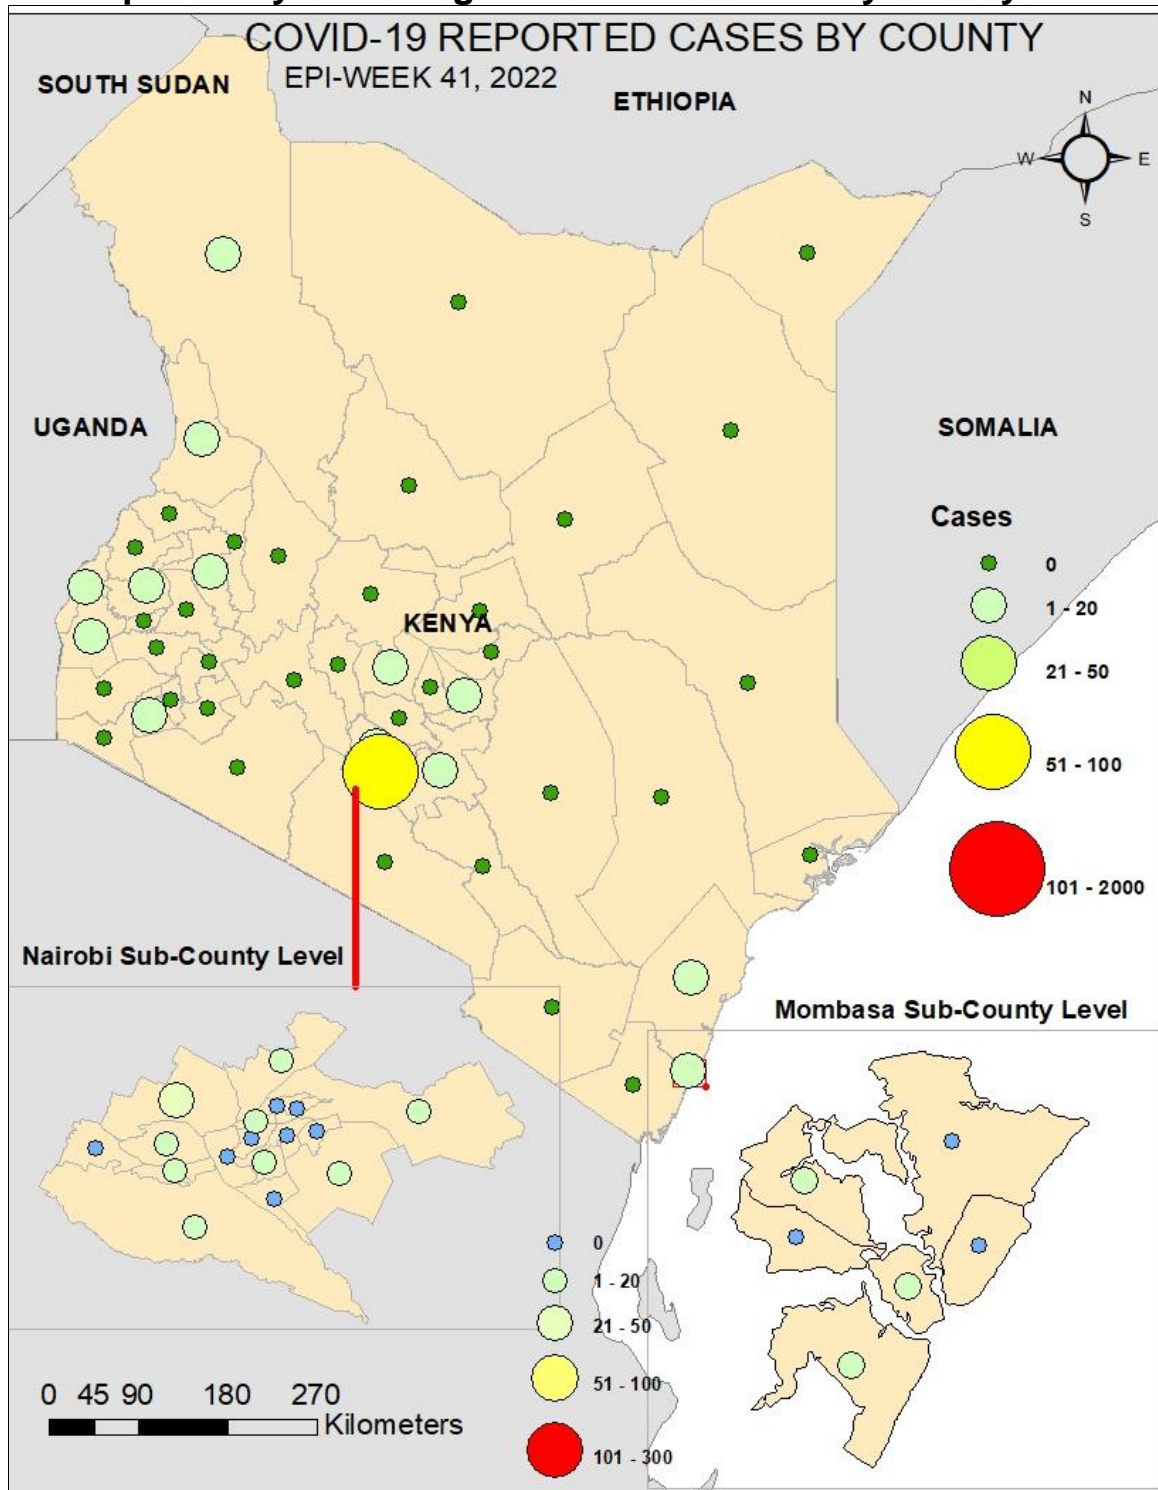 COVID-19 REPORTED CASES BY COUNTY
EPI-WEEK 41, 2022
SOUTH SUDAN
ETHIOPIA
N
W
E
S
UGANDA
SOMALIA
KENYA
Cases
0
1 - 20
21 - 50
51 - 100
101 - 2000
Nairobi Sub-County Level
Mombasa Sub-County Level
0
1 - 20
21 - 50
51 - 100
101 - 300
0 45 90 180 270
Kilometers